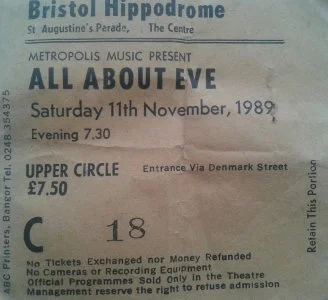 Bristol Hippodrome
St Augustine's Parade, The Centre
METROPOLIS MUSIC PRESENT
ALL ABOUT EVE
Saturday 11th November, 1989
Evening 7.30
UPPER CIRCLE Entrance Via Denmark Street
£7.50
C 18
No Tickets Exchanged nor Money Refunded
No Cameras or Recording Equipment
Official Programmes Sold Only in the Theatre
Management reserve the right to refuse admission
ABC Printers, Bangor Tel. 0248 354375
Retain This Portion